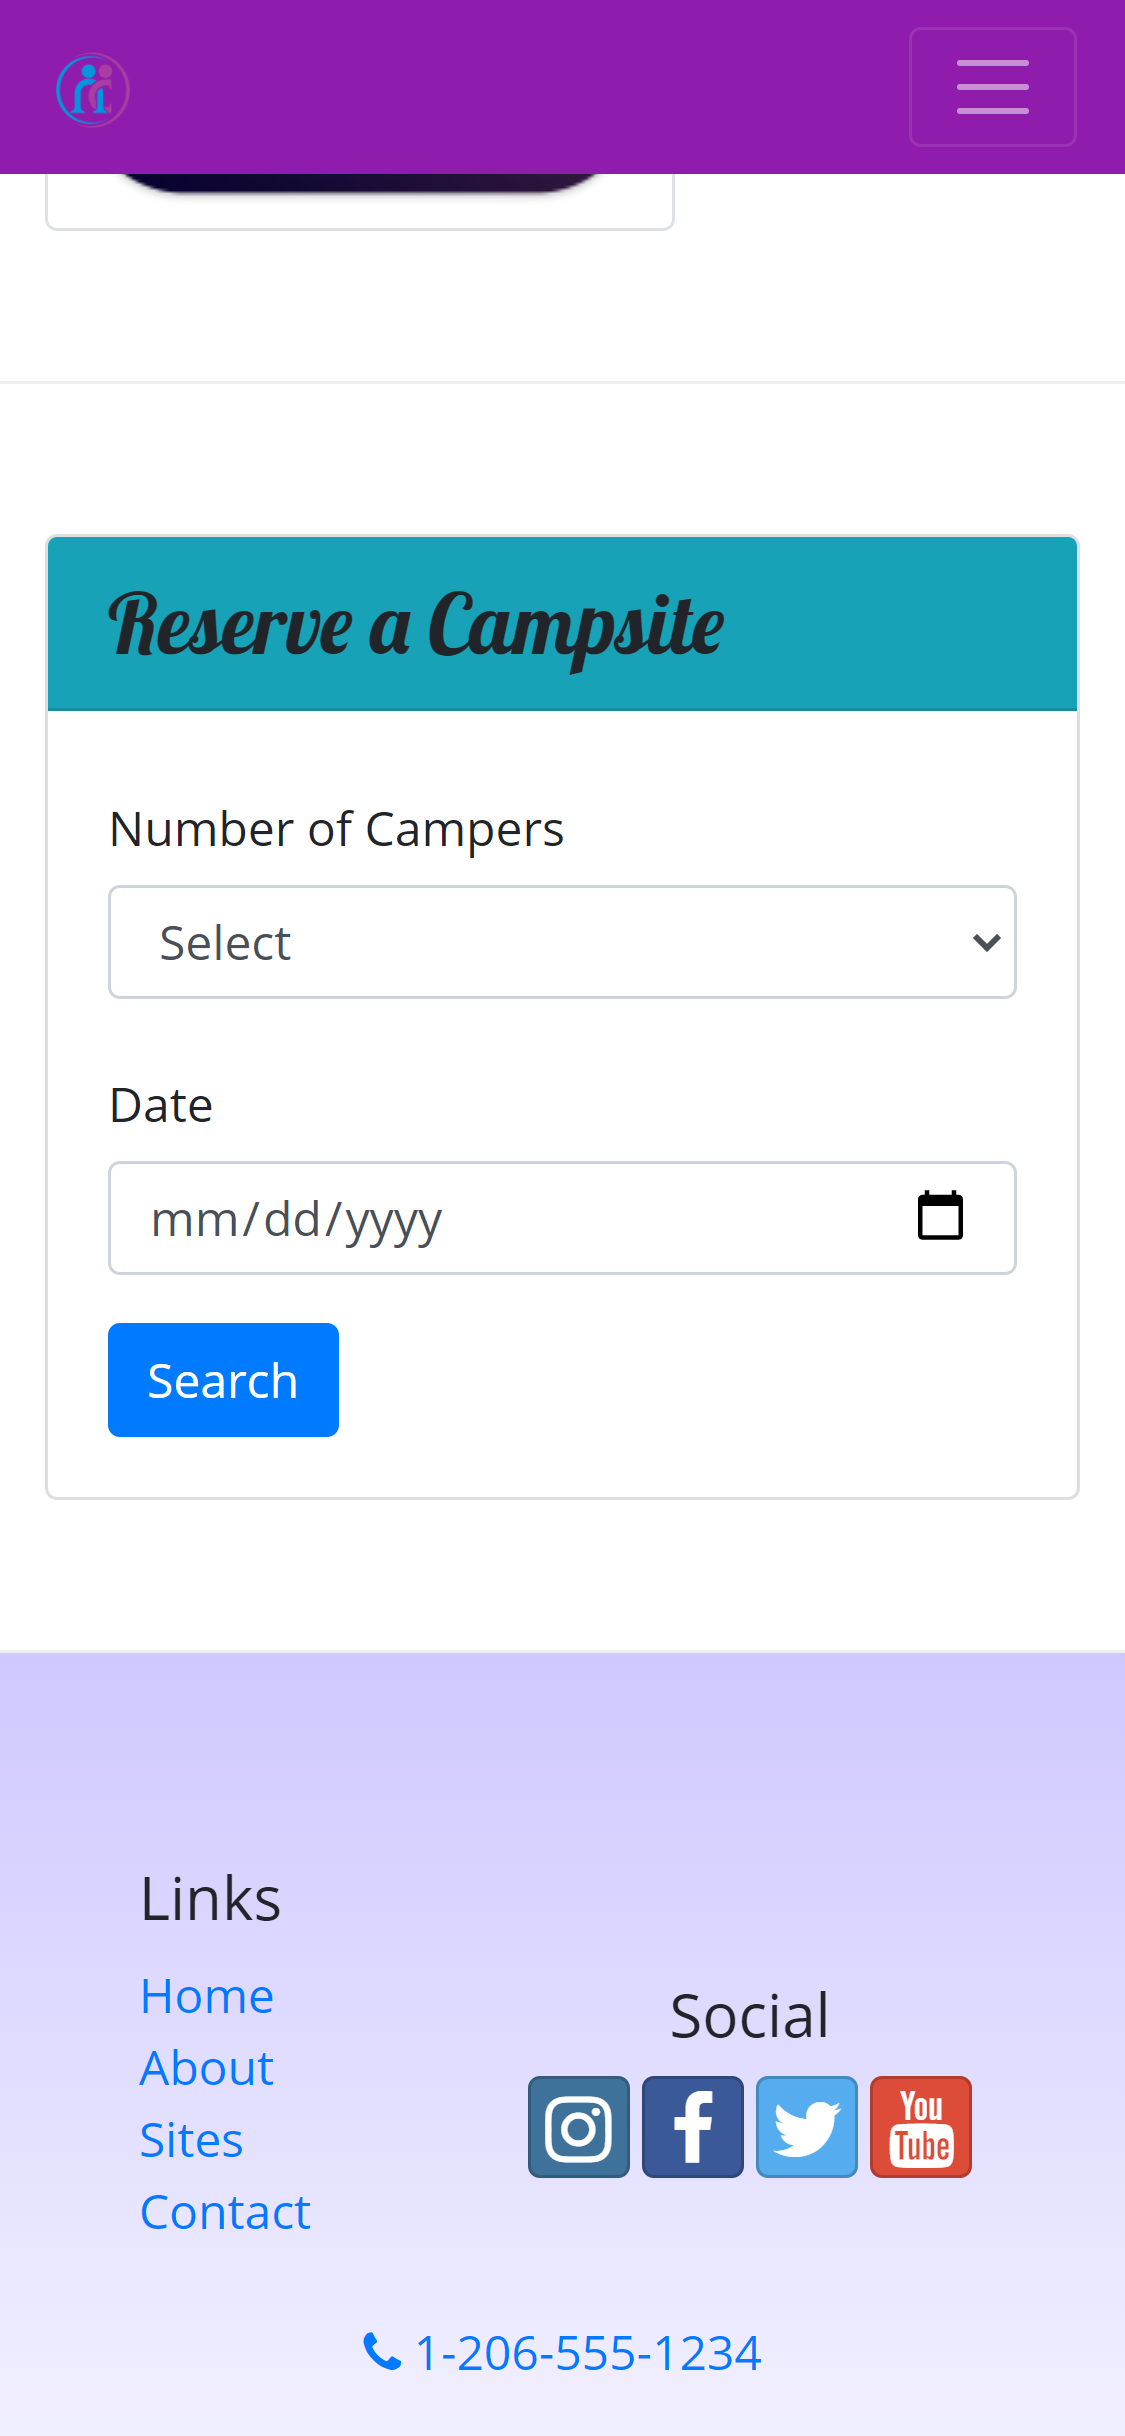 Reserve a Campsite
Number of Campers
Select
Date
mm/dd/yyyy
Search
Links
Home
About
Sites
Contact
Social
You
Tube
1-206-555-1234